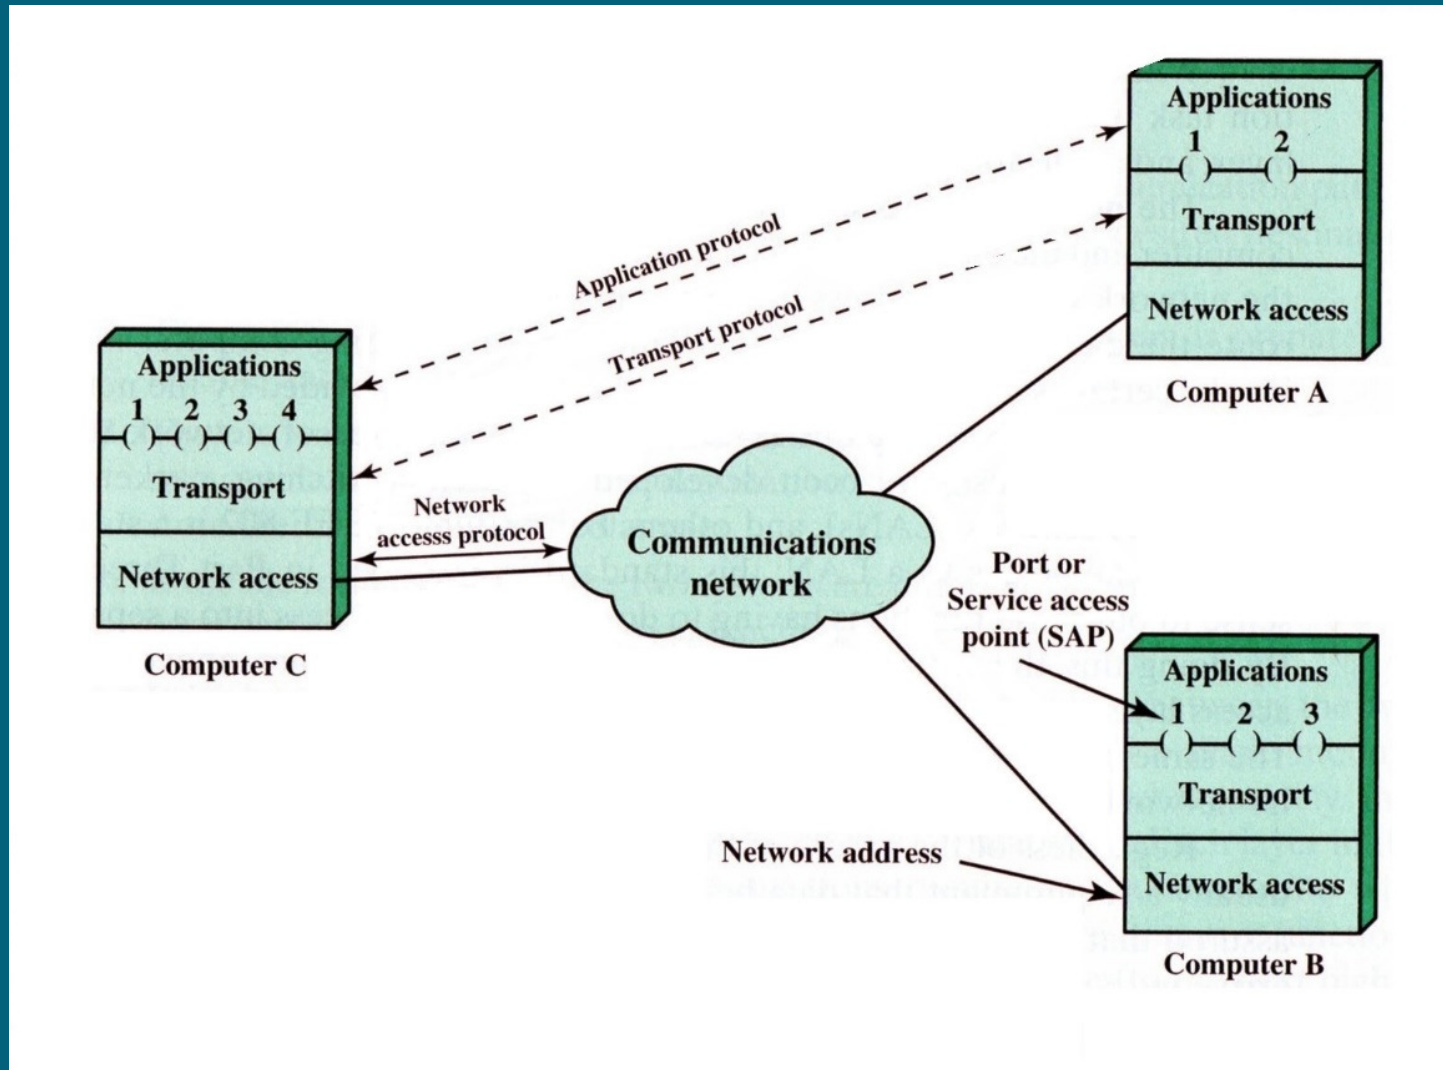 Applications
1 2
Transport
Network access
Computer A
Application protocol
Transport protocol
Applications
1 2 3 4
Transport
Network access
Computer C
Network
accesss protocol
Communications
network
Port or
Service access
point (SAP)
Applications
1 2 3
Transport
Network access
Computer B
Network address